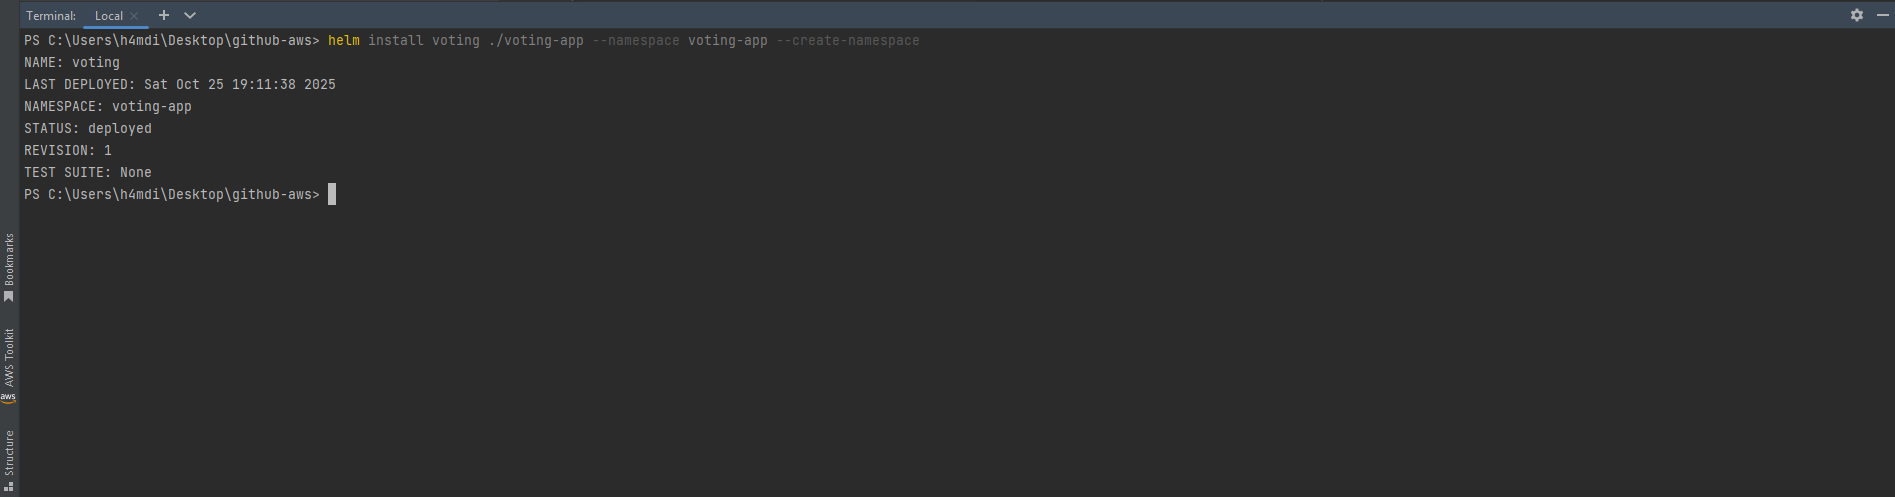 Terminal: Local
PS C:\Users\h4mdi\Desktop\github-aws> helm install voting ./voting-app --namespace voting-app --create-namespace
NAME: voting
LAST DEPLOYED: Sat Oct 25 19:11:38 2025
NAMESPACE: voting-app
STATUS: deployed
REVISION: 1
TEST SUITE: None
PS C:\Users\h4mdi\Desktop\github-aws>
Bookmarks
AWS Toolkit
aws
Structure